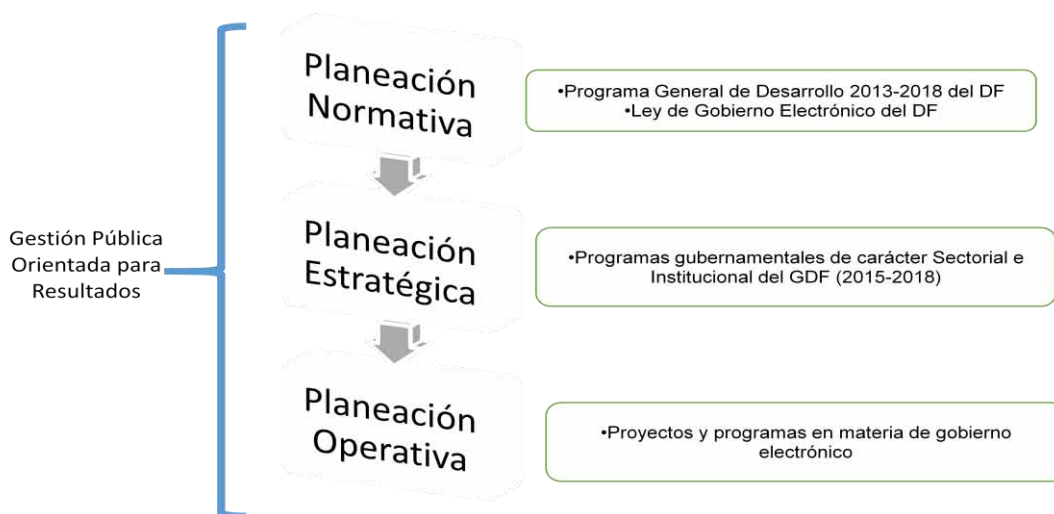 Gestión Pública
Orientada para
Resultados
Planeación
Normativa
•Programa General de Desarrollo 2013-2018 del DF
•Ley de Gobierno Electrónico del DF
Planeación
Estratégica
•Programas gubernamentales de carácter Sectorial e
Institucional del GDF (2015-2018)
Planeación
Operativa
•Proyectos y programas en materia de gobierno
electrónico